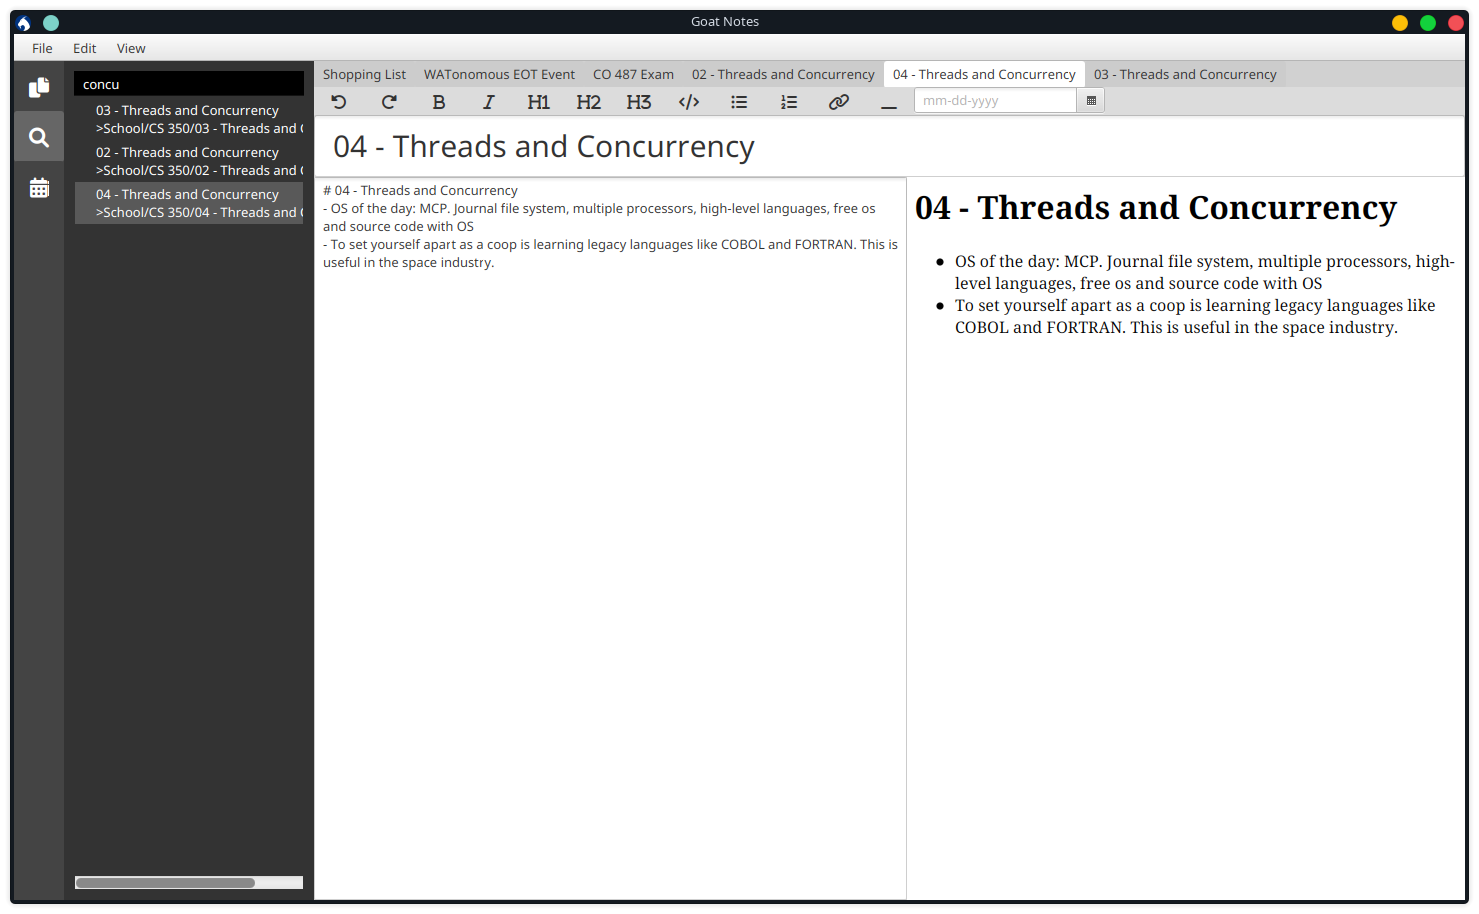 Goat Notes
File Edit View
concu
03 - Threads and Concurrency
>School/CS 350/03 - Threads and
02 - Threads and Concurrency
>School/CS 350/02 - Threads and
04 - Threads and Concurrency
>School/CS 350/04 - Threads and
Shopping List WATonomous EOT Event CO 487 Exam 02 - Threads and Concurrency 04 - Threads and Concurrency 03 - Threads and Concurrency
B I H1 H2 H3 </> mm-dd-yyyy
04 - Threads and Concurrency
# 04 - Threads and Concurrency
- OS of the day: MCP. Journal file system, multiple processors, high-level languages, free os
and source code with OS
- To set yourself apart as a coop is learning legacy languages like COBOL and FORTRAN. This is
useful in the space industry.
04 - Threads and Concurrency
• OS of the day: MCP. Journal file system, multiple processors, high-
level languages, free os and source code with OS
• To set yourself apart as a coop is learning legacy languages like
COBOL and FORTRAN. This is useful in the space industry.